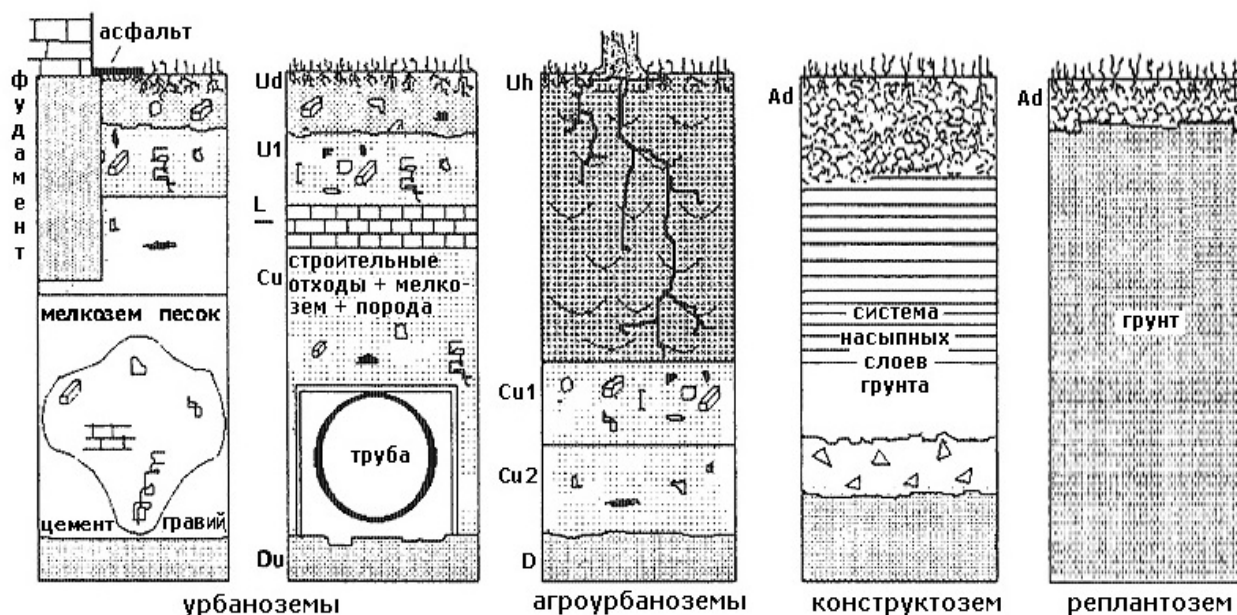 асфальт
фудамент
мелкозем песок
цемент гравий
Ud
U1
L
Cu
строительные
отходы + мелко-
зем + порода
труба
Du
урбаноземы
Uh
Cu1
Cu2
D
агроурбаноземы
Ad
система
насыпных
слоев
грунта
конструктозем
Ad
грунт
реплантозем